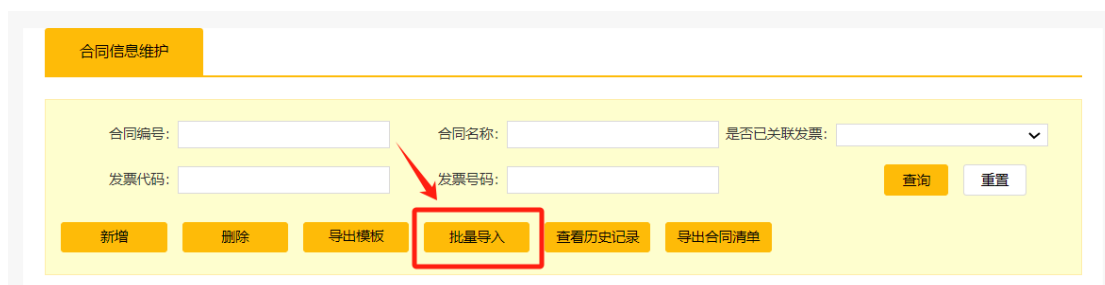 合同信息维护
合同编号: 合同名称: 是否已关联发票:
发票代码: 发票号码: 查询 重置
新增 删除 导出模板 批量导入 查看历史记录 导出合同清单